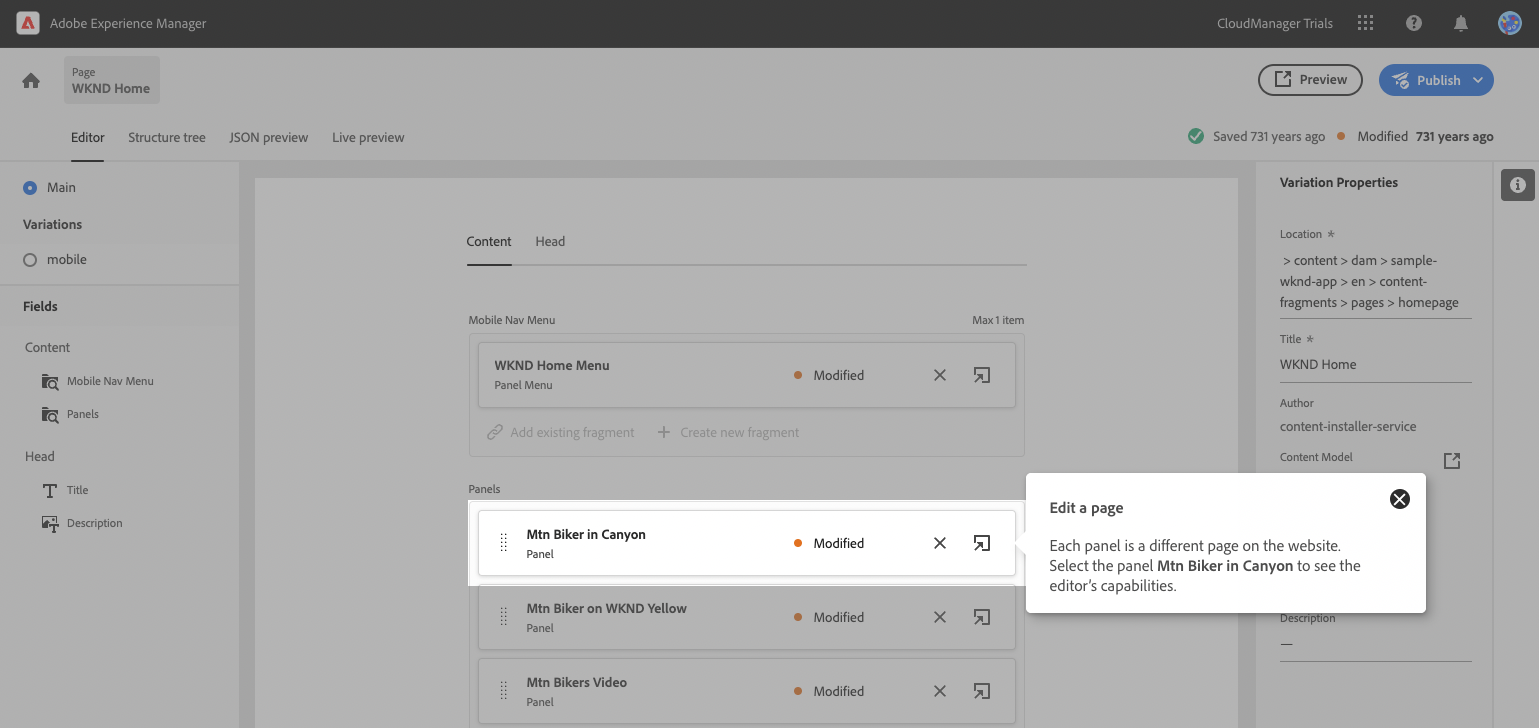 Adobe Experience Manager
CloudManager Trials
Page
WKND Home
Preview
Publish
Editor
Structure tree
JSON preview
Live preview
Saved 731 years ago
Modified 731 years ago
Main
Variations
mobile
Fields
Content
Mobile Nav Menu
Panels
Head
Title
Description
Content
Head
Mobile Nav Menu
Max 1 item
WKND Home Menu
Panel Menu
Modified
Add existing fragment
Create new fragment
Panels
Mtn Biker in Canyon
Panel
Modified
Mtn Biker on WKND Yellow
Panel
Modified
Mtn Bikers Video
Panel
Modified
Edit a page
Each panel is a different page on the website.
Select the panel Mtn Biker in Canyon to see the
editor's capabilities.
Variation Properties
Location *
> content > dam > sample-
wknd-app > en > content-
fragments > pages > homepage
Title *
WKND Home
Author
content-installer-service
Content Model
Description
—